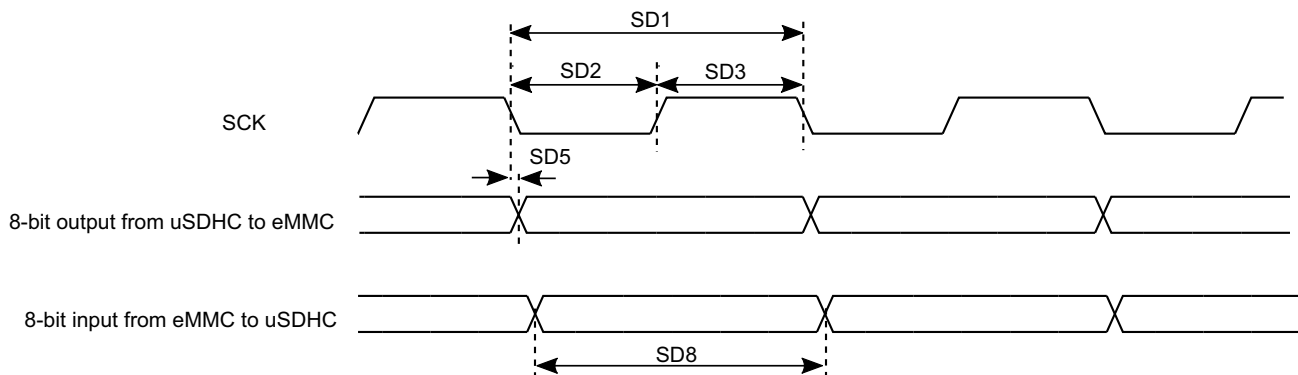 SD1
SD2
SD3
SCK
SD5
8-bit output from uSDHC to eMMC
8-bit input from eMMC to uSDHC
SD8